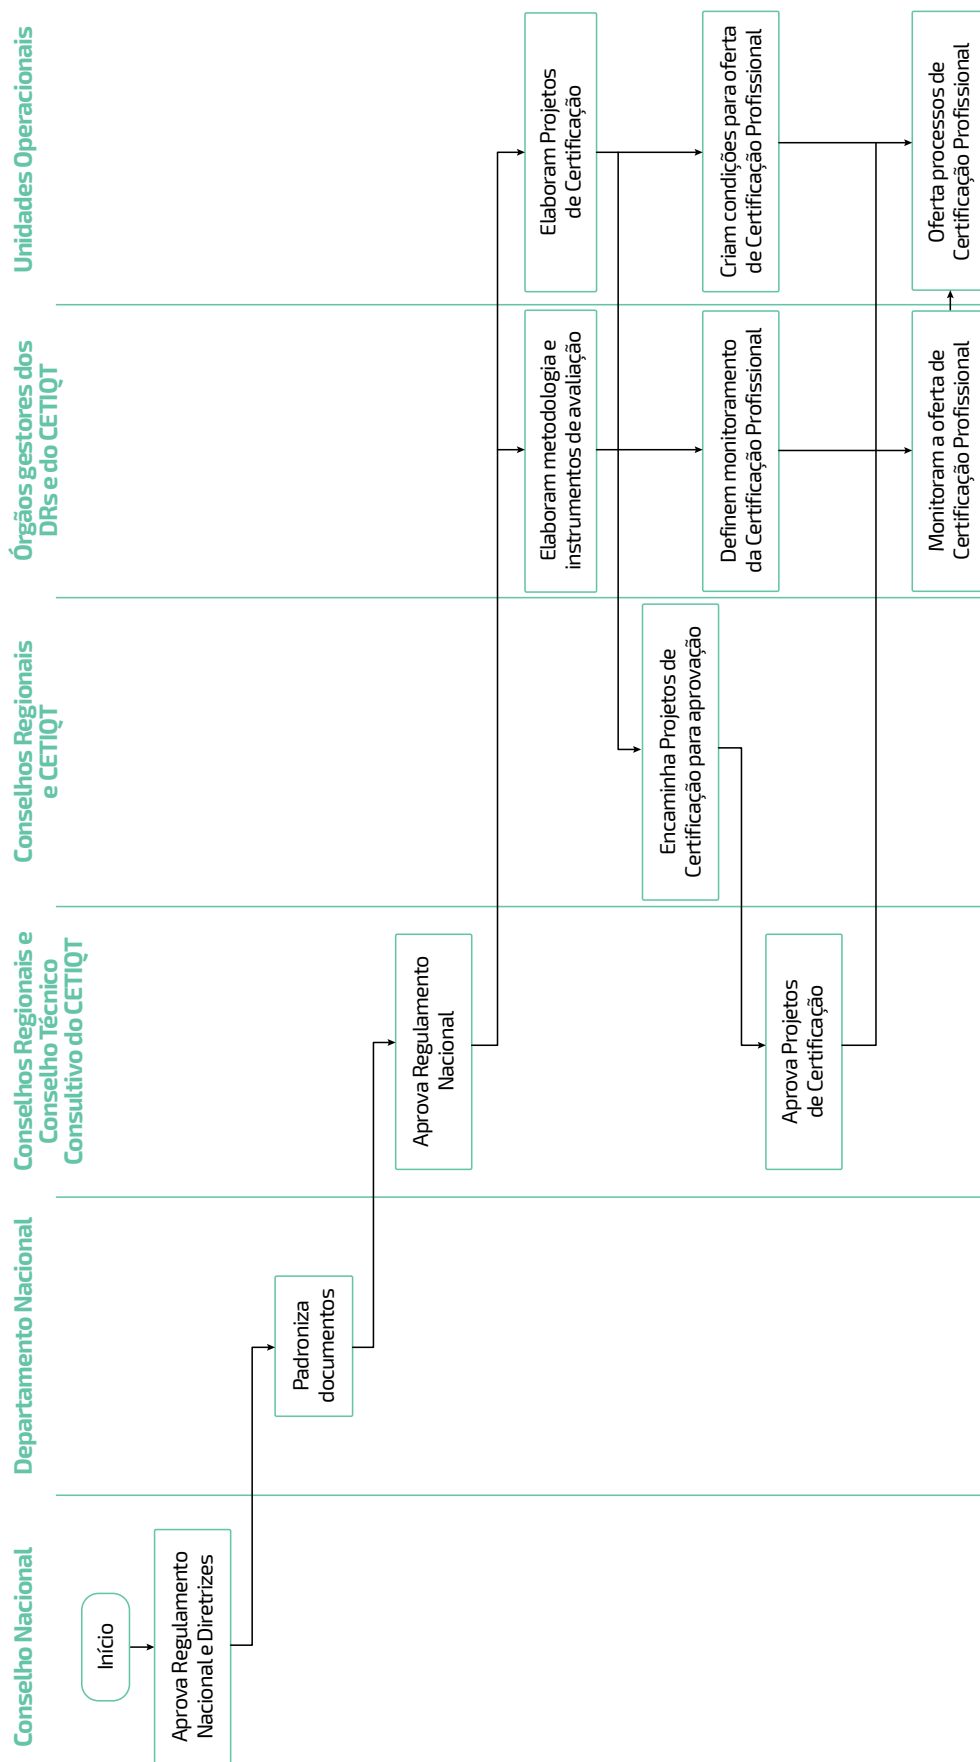 Conselho Nacional
Departamento Nacional
Conselhos Regionais e
Conselho Técnico
Consultivo do CETIQT
Conselhos Regionais
e CETIQT
Órgãos gestores dos
DRs e do CETIQT
Unidades Operacionais
Início
Aprova Regulamento
Nacional e Diretrizes
Padroniza
documentos
Aprova Regulamento
Nacional
Elaboram metodologia e
instrumentos de avaliação
Elaboram Projetos
de Certificação
Encaminha Projetos de
Certificação para aprovação
Definem monitoramento
da Certificação Profissional
Criam condições para oferta
de Certificação Profissional
Aprova Projetos
de Certificação
Monitoram a oferta de
Certificação Profissional
Oferta processos de
Certificação Profissional